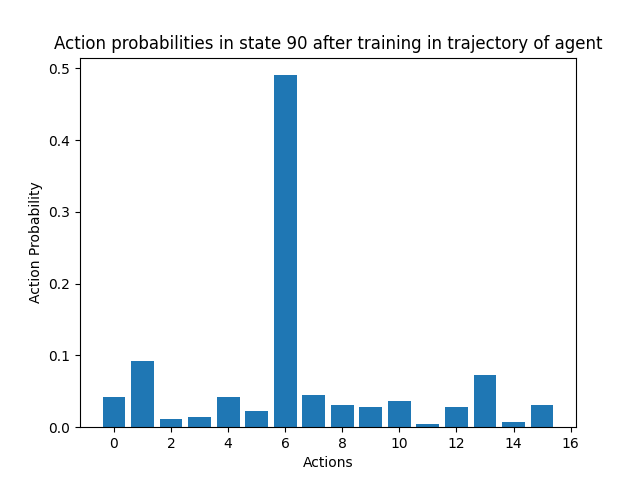 Action probabilities in state 90 after training in trajectory of agent
0.5
0.4
0.3
0.2
0.1
0.0
Action Probability
0 2 4 6 8 10 12 14 16
Actions